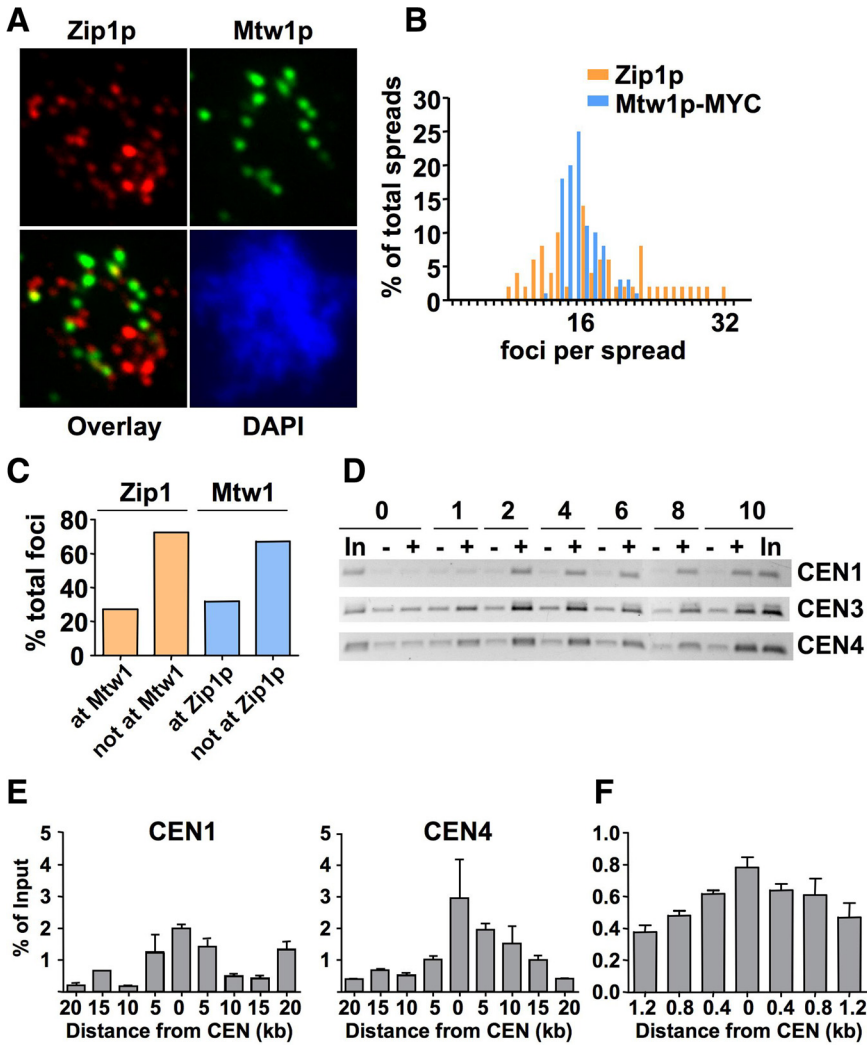 A
Zip1p Mtw1p
Overlay DAPI
B
Zip1p
Mtw1p-MYC
% of total spreads
30
25
20
15
10
5
0
16 32
foci per spread
C
Zip1 Mtw1
% total foci
80
60
40
20
0
at Mtw1
not at Mtw1
at Zip1p
not at Zip1p
D
0 1 2 4 6 8 10
In - + - + - + - + - + - + - + In
CEN1
CEN3
CEN4
E
CEN1
% of Input
5
4
3
2
1
20 15 10 5 0 5 10 15 20
Distance from CEN (kb)
CEN4
5
4
3
2
1
20 15 10 5 0 5 10 15 20
Distance from CEN (kb)
F
1.0
0.8
0.6
0.4
0.2
0.0
1.2 0.8 0.4 0 0.4 0.8 1.2
Distance from CEN (kb)